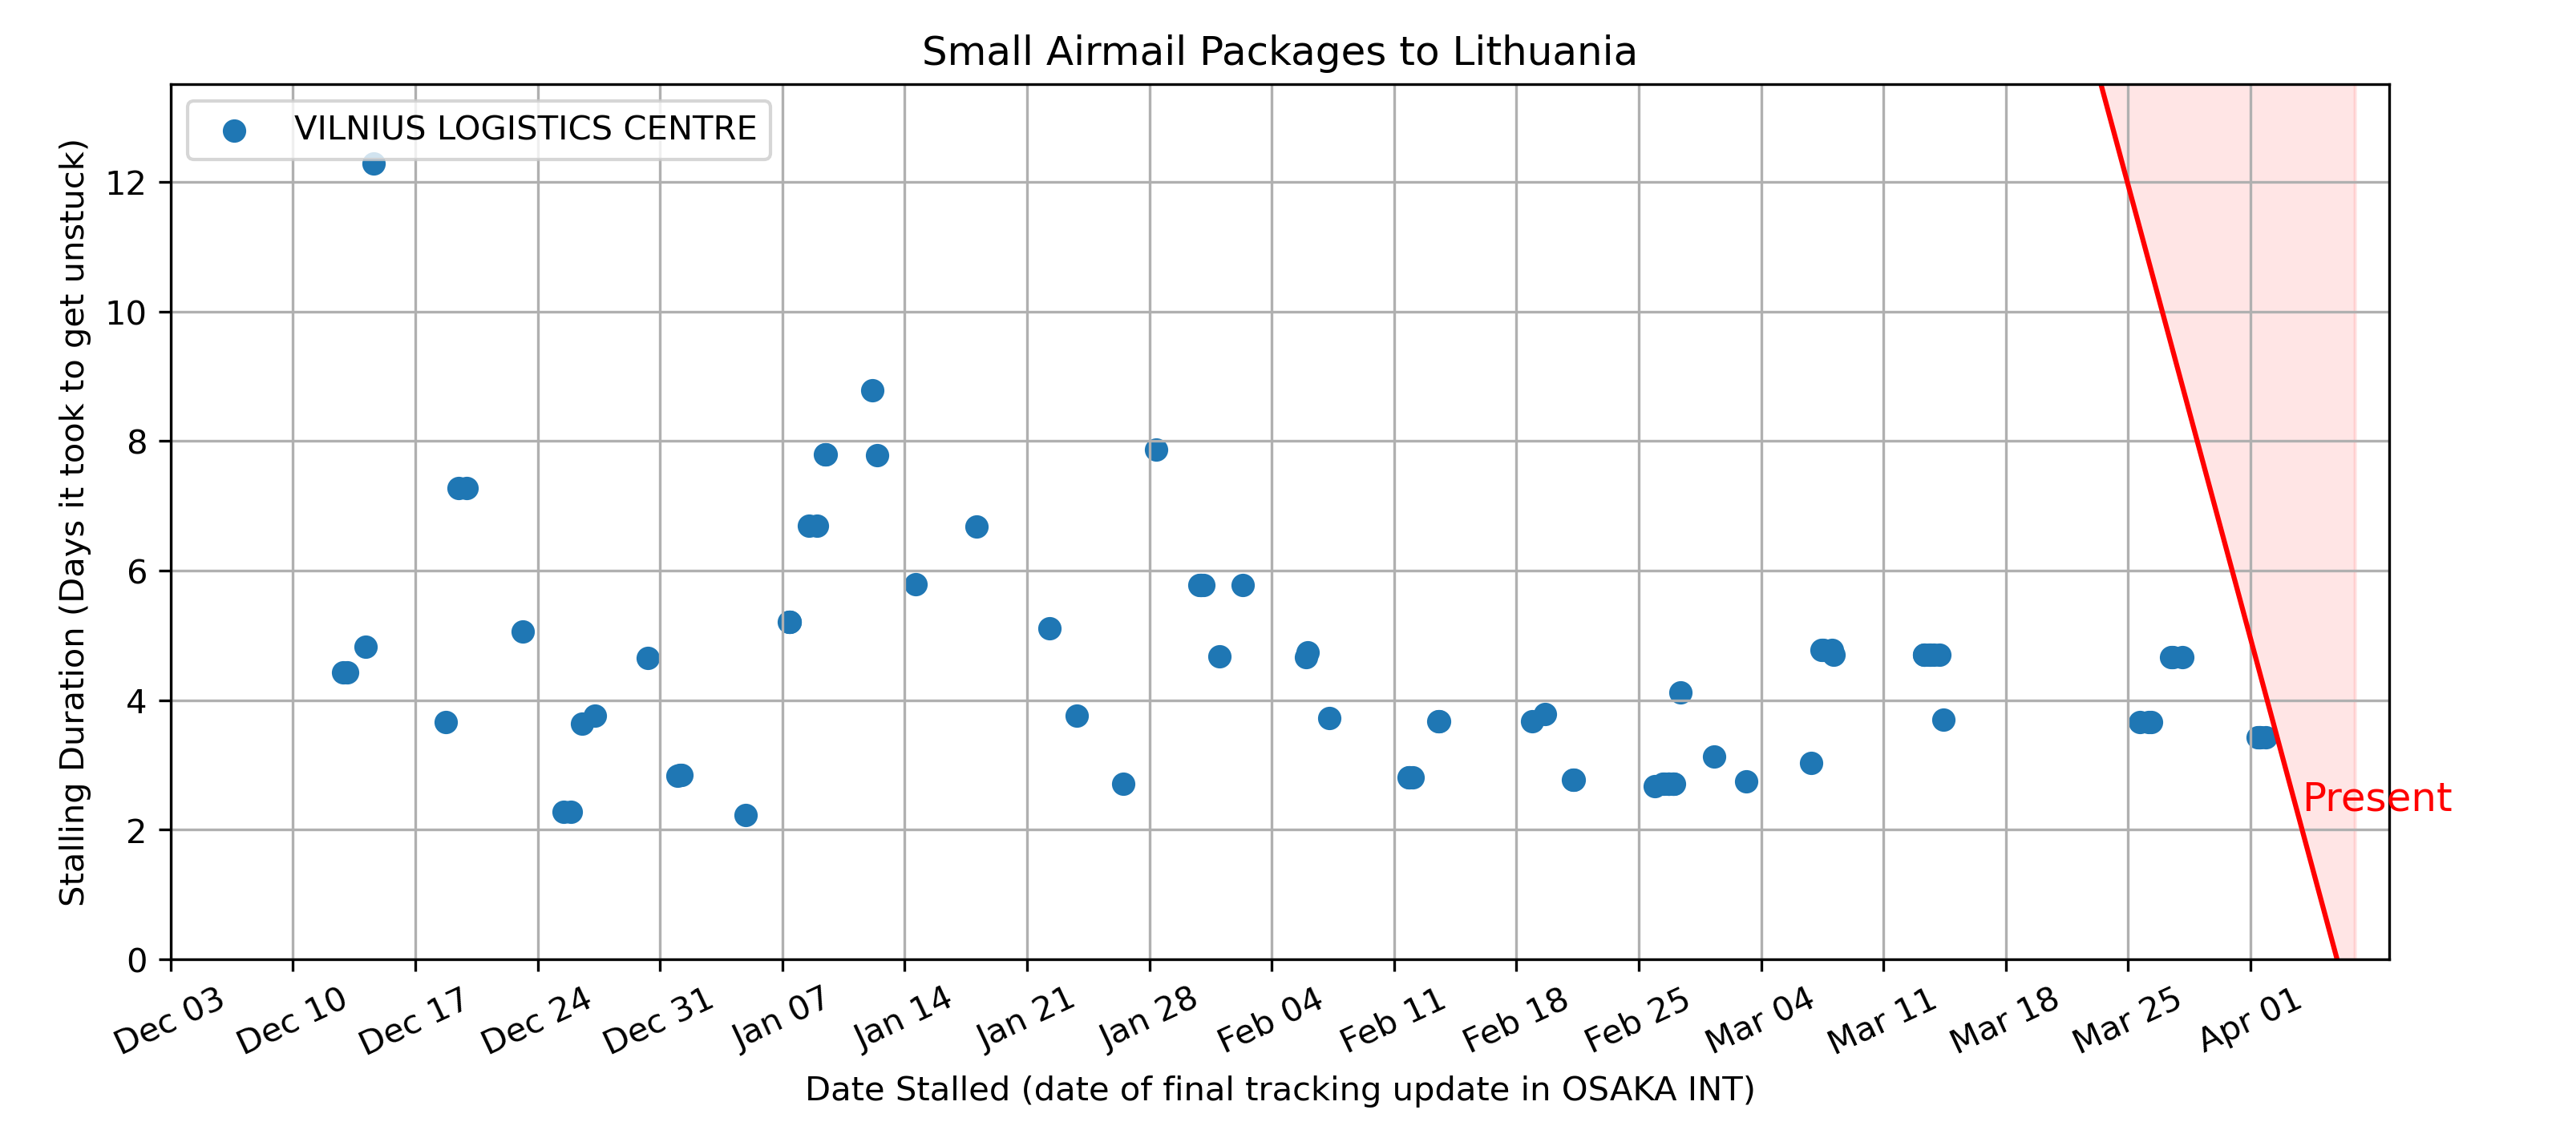 Small Airmail Packages to Lithuania
VILNIUS LOGISTICS CENTRE
Stalling Duration (Days it took to get unstuck)
12
10
8
6
4
2
0
Present
Dec 03
Dec 10
Dec 17
Dec 24
Dec 31
Jan 07
Jan 14
Jan 21
Jan 28
Feb 04
Feb 11
Feb 18
Feb 25
Mar 04
Mar 11
Mar 18
Mar 25
Apr 01
Date Stalled (date of final tracking update in OSAKA INT)